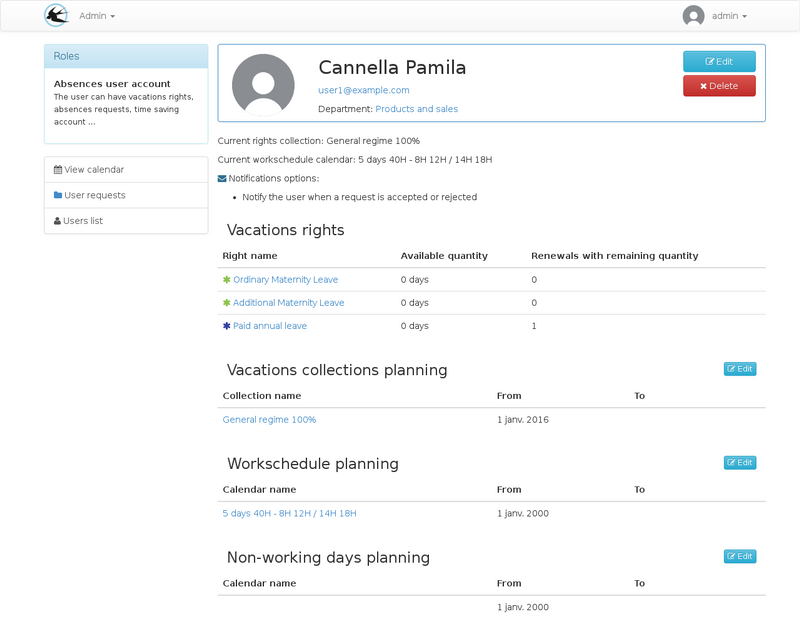 Admin
admin
Roles
Absences user account
The user can have vacations rights,
absences requests, time saving
account ...
View calendar
User requests
Users list
Cannella Pamila
user1@example.com
Department: Products and sales
Edit
Delete
Current rights collection: General regime 100%
Current workschedule calendar: 5 days 40H - 8H 12H / 14H 18H
Notifications options:
• Notify the user when a request is accepted or rejected
Vacations rights
Right name Available quantity Renewals with remaining quantity
Ordinary Maternity Leave 0 days 0
Additional Maternity Leave 0 days 0
Paid annual leave 0 days 1
Vacations collections planning Edit
Collection name From To
General regime 100% 1 janv. 2016
Workschedule planning Edit
Calendar name From To
5 days 40H - 8H 12H / 14H 18H 1 janv. 2000
Non-working days planning Edit
Calendar name From To
1 janv. 2000